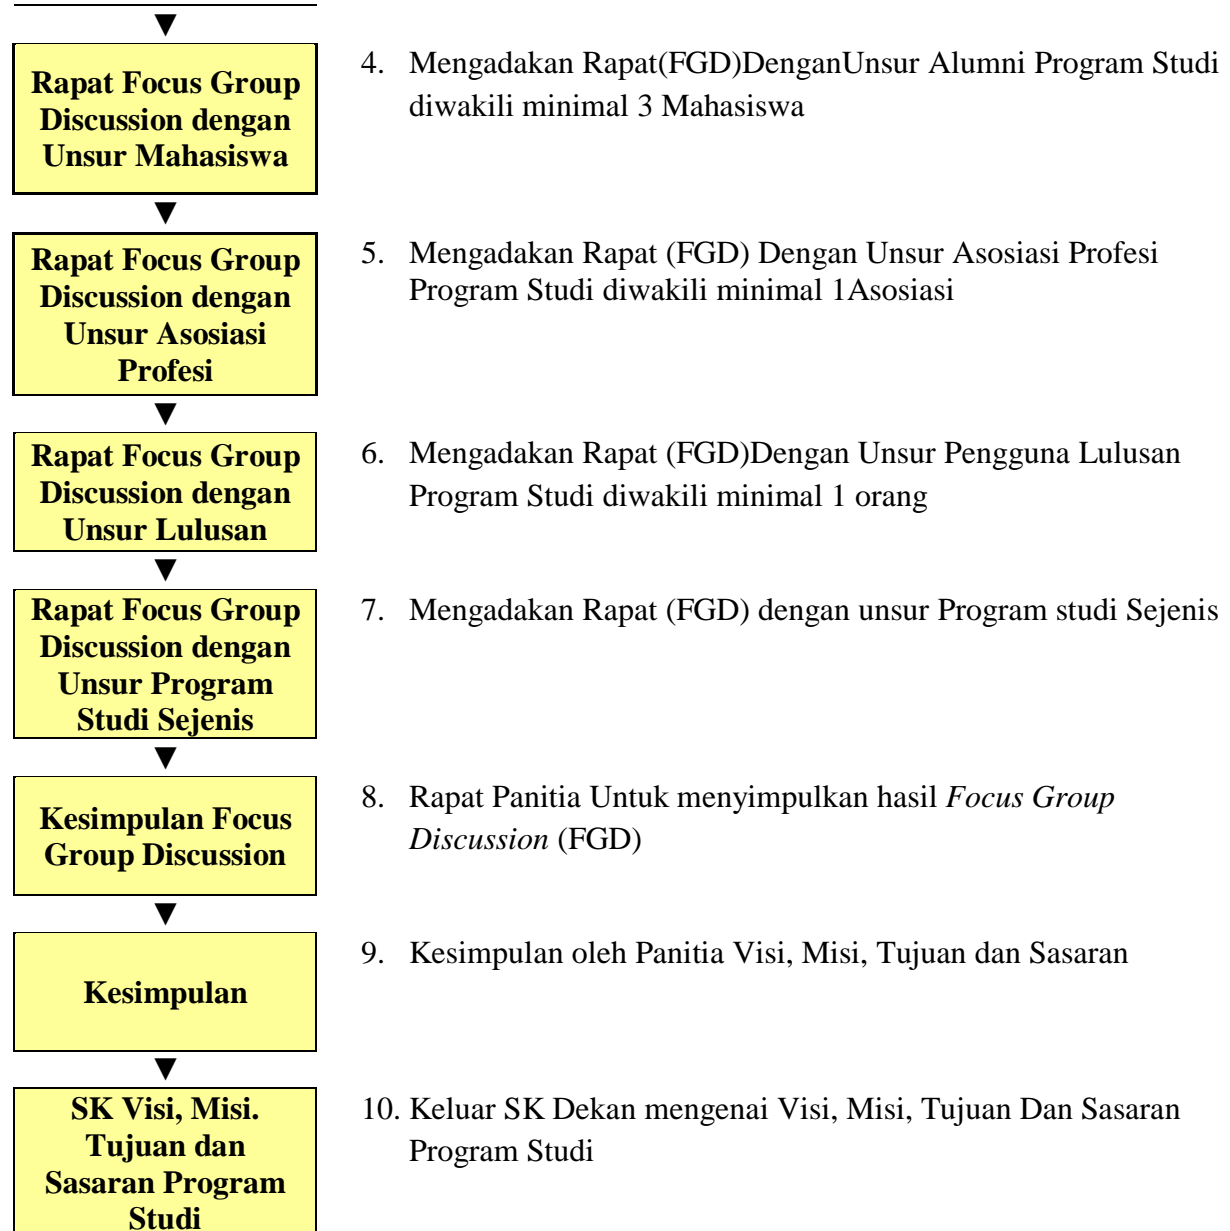 ▼
Rapat Focus Group
Discussion dengan
Unsur Mahasiswa
4. Mengadakan Rapat(FGD)DenganUnsur Alumni Program Studi
diwakili minimal 3 Mahasiswa
▼
Rapat Focus Group
Discussion dengan
Unsur Asosiasi
Profesi
5. Mengadakan Rapat (FGD) Dengan Unsur Asosiasi Profesi
Program Studi diwakili minimal 1Asosiasi
▼
Rapat Focus Group
Discussion dengan
Unsur Lulusan
6. Mengadakan Rapat (FGD)Dengan Unsur Pengguna Lulusan
Program Studi diwakili minimal 1 orang
▼
Rapat Focus Group
Discussion dengan
Unsur Program
Studi Sejenis
7. Mengadakan Rapat (FGD) dengan unsur Program studi Sejenis
▼
Kesimpulan Focus
Group Discussion
8. Rapat Panitia Untuk menyimpulkan hasil Focus Group
Discussion (FGD)
▼
Kesimpulan
9. Kesimpulan oleh Panitia Visi, Misi, Tujuan dan Sasaran
▼
SK Visi, Misi.
Tujuan dan
Sasaran Program
Studi
10. Keluar SK Dekan mengenai Visi, Misi, Tujuan Dan Sasaran
Program Studi